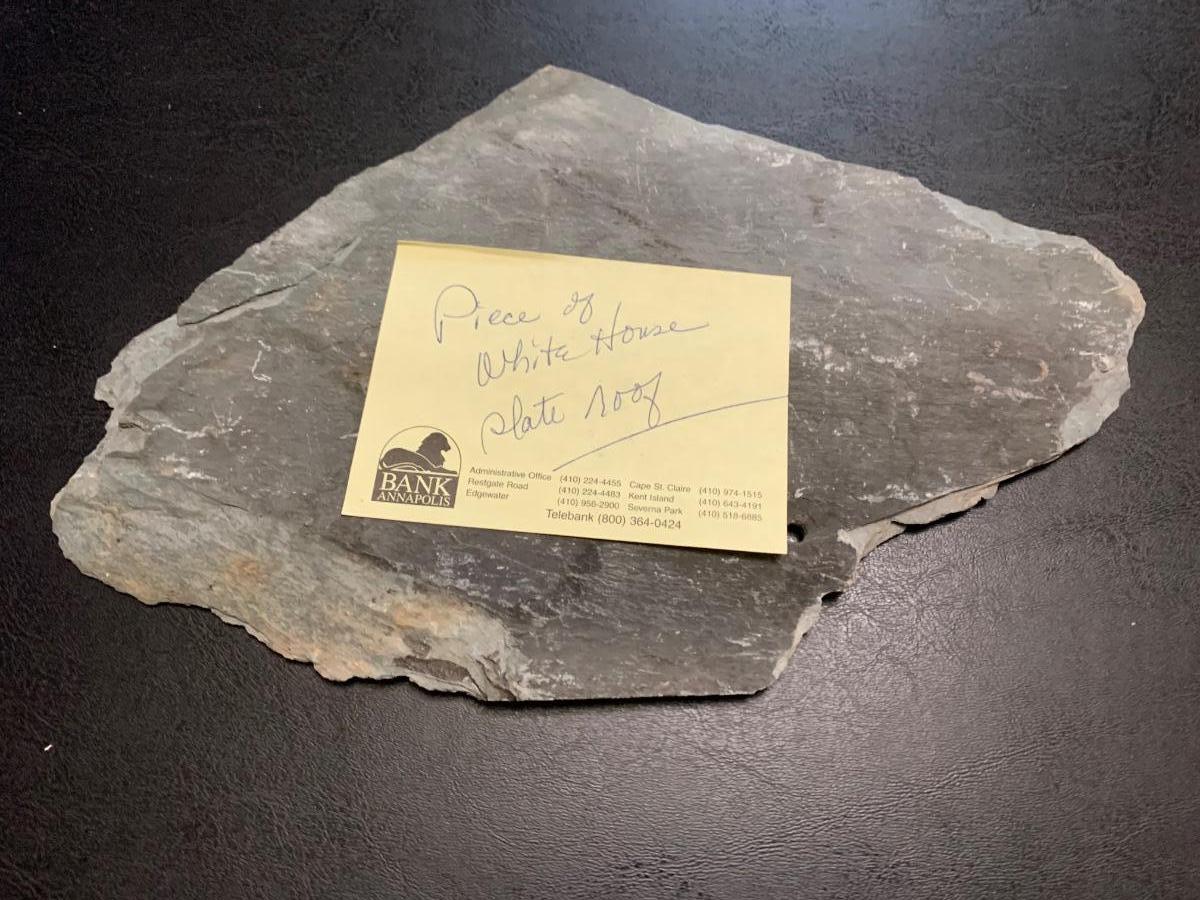 Piece of
White House
slate roof
BANK
ANNAPOLIS
Administrative Office (410) 224-4455 Cape St. Claire (410) 974-1515
Restgate Road (410) 224-4483 Kent Island (410) 643-4191
Edgewater (410) 956-2900 Severna Park (410) 518-6885
Telebank (800) 364-0424